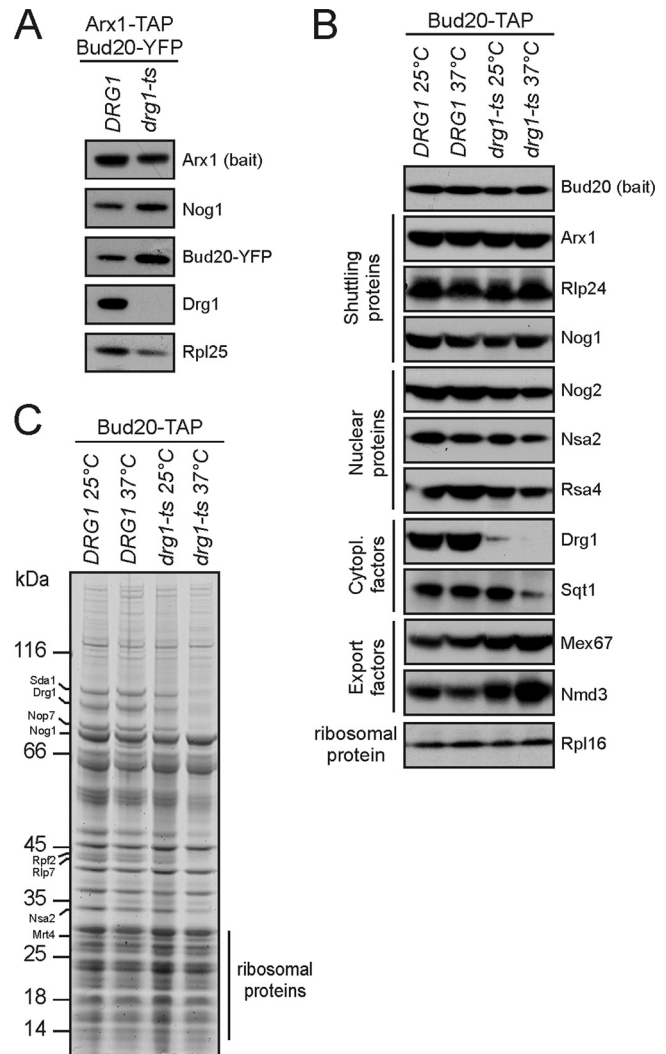 A
Arx1-TAP
Bud20-YFP
DRG1
drg1-ts
Arx1 (bait)
Nog1
Bud20-YFP
Drg1
Rpl25
B
Bud20-TAP
DRG1 25°C
DRG1 37°C
drg1-ts 25°C
drg1-ts 37°C
Bud20 (bait)
Shuttling
proteins
Arx1
Rlp24
Nog1
Nuclear
proteins
Nog2
Nsa2
Rsa4
Cytopl.
factors
Drg1
Sqt1
Export
factors
Mex67
Nmd3
ribosomal
protein
Rpl16
C
Bud20-TAP
DRG1 25°C
DRG1 37°C
drg1-ts 25°C
drg1-ts 37°C
kDa
116
Sda1
Drg1
Nop7
Nog1
66
45
Rpf2
Rlp7
35
Nsa2
Mrt4
25
18
14
ribosomal
proteins